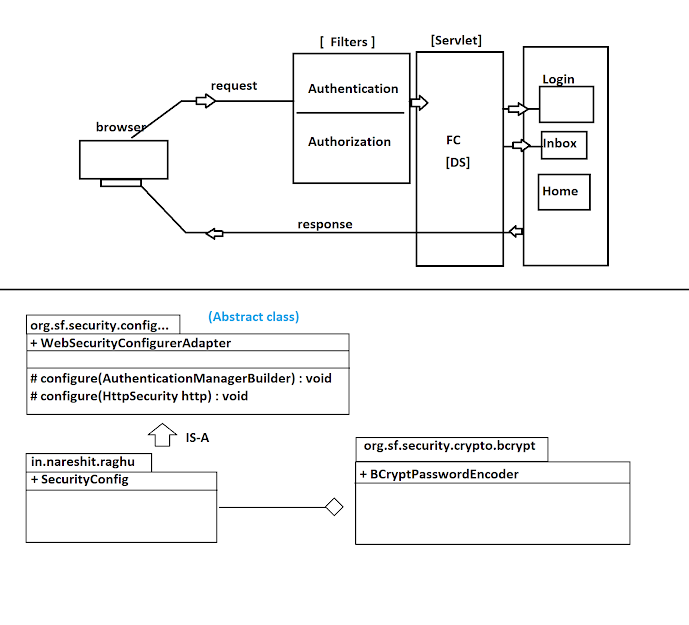 [ Filters ]
[Servlet]
request
Authentication
Login
browser
Authorization
FC
[DS]
Inbox
Home
response
(Abstract class)
org.sf.security.config...
+ WebSecurityConfigurerAdapter
# configure(AuthenticationManagerBuilder) : void
# configure(HttpSecurity http) : void
IS-A
in.nareshit.raghu
+ SecurityConfig
org.sf.security.crypto.bcrypt
+ BCryptPasswordEncoder